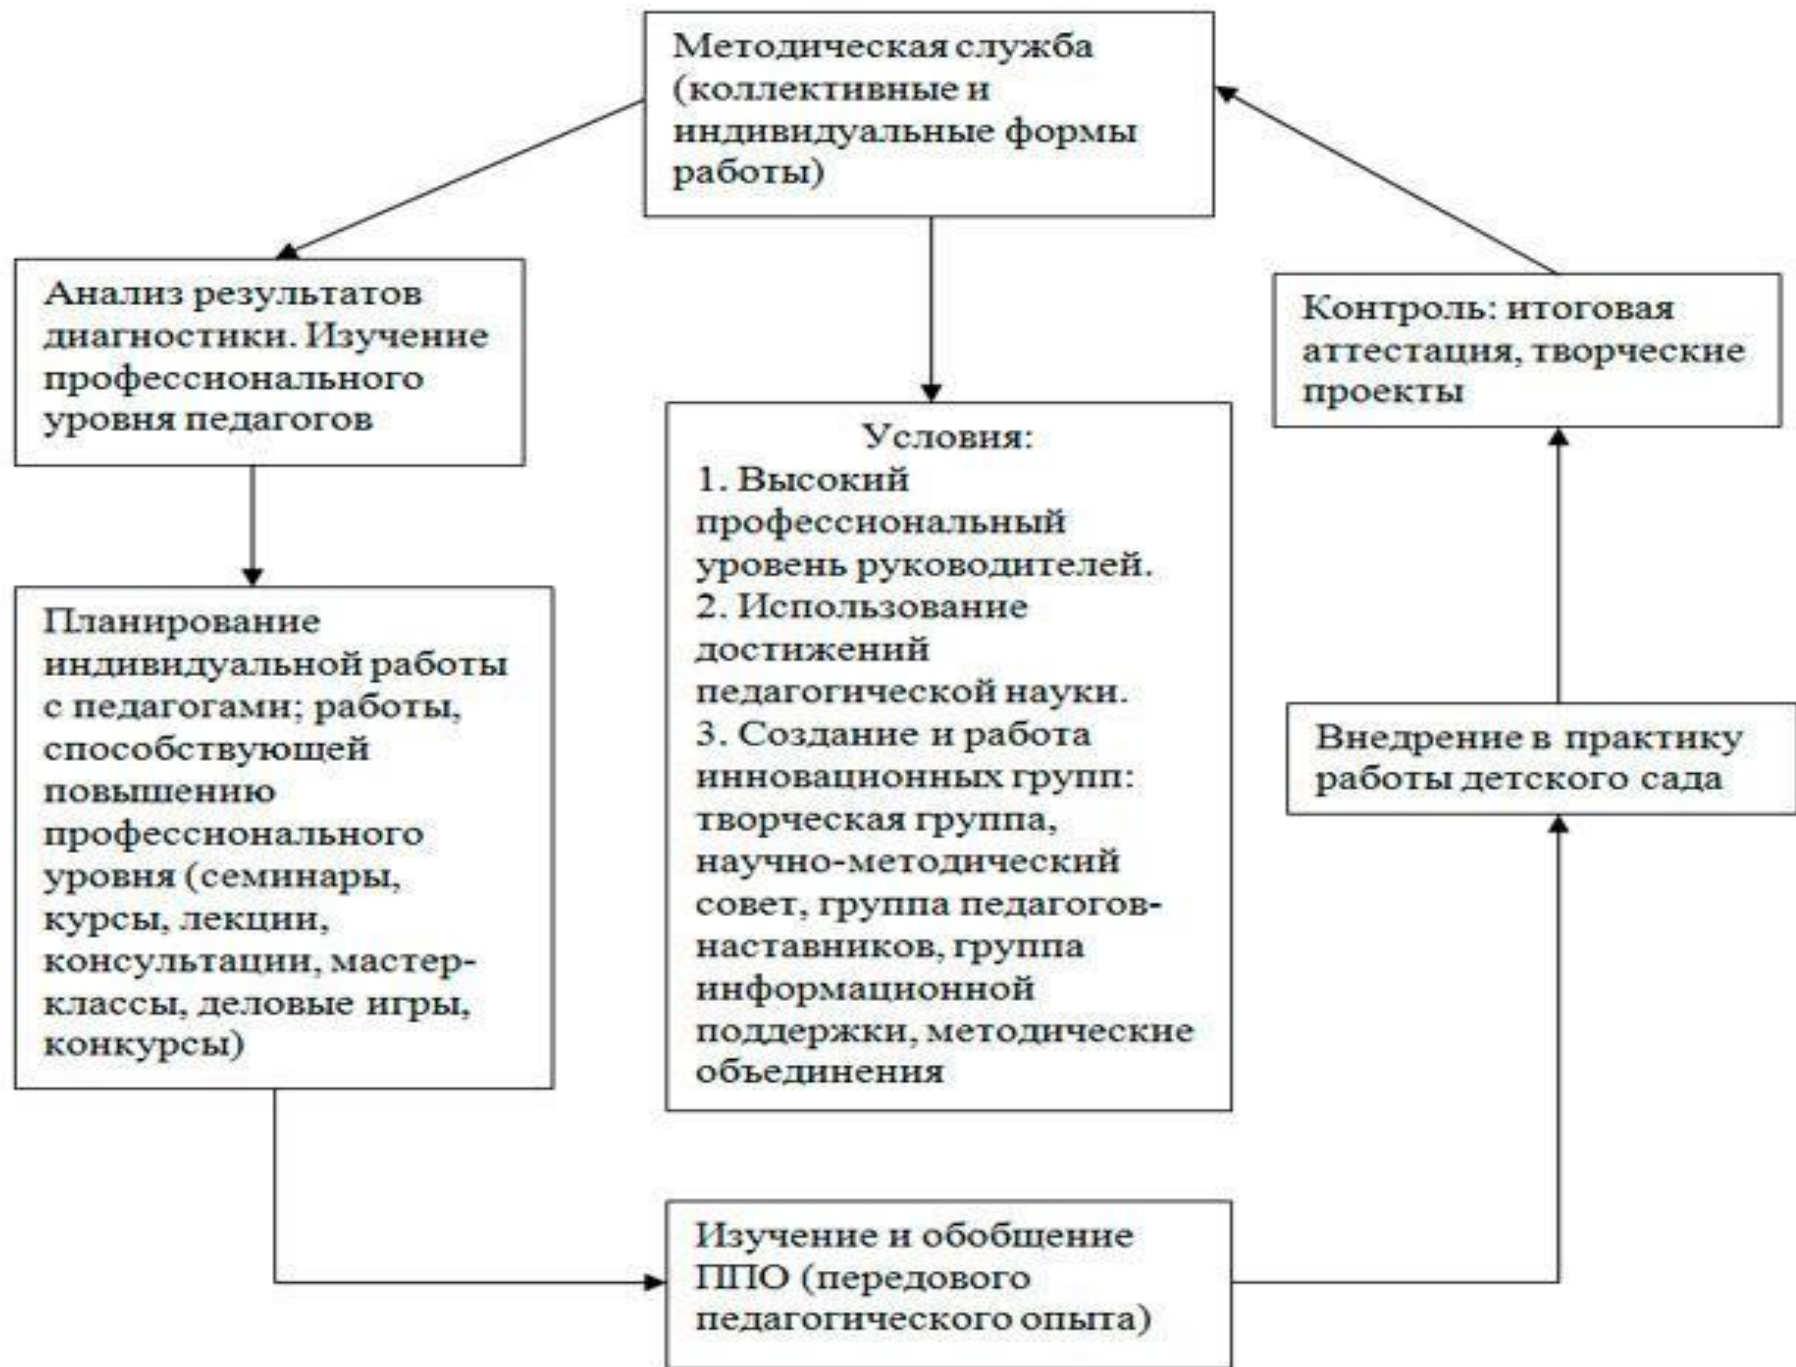 Методическая служба
(коллективные и
индивидуальные формы
работы)
Анализ результатов
диагностики. Изучение
профессионального
уровня педагогов
Контроль: итоговая
аттестация, творческие
проекты
Условия:
1. Высокий
профессиональный
уровень руководителей.
2. Использование
достижений
педагогической науки.
3. Создание и работа
инновационных групп:
творческая группа,
научно-методический
совет, группа педагогов-
наставников, группа
информационной
поддержки, методические
объединения
Планирование
индивидуальной работы
с педагогами; работы,
способствующей
повышению
профессионального
уровня (семинары,
курсы, лекции,
консультации, мастер-
классы, деловые игры,
конкурсы)
Внедрение в практику
работы детского сада
Изучение и обобщение
ППО (передового
педагогического опыта)